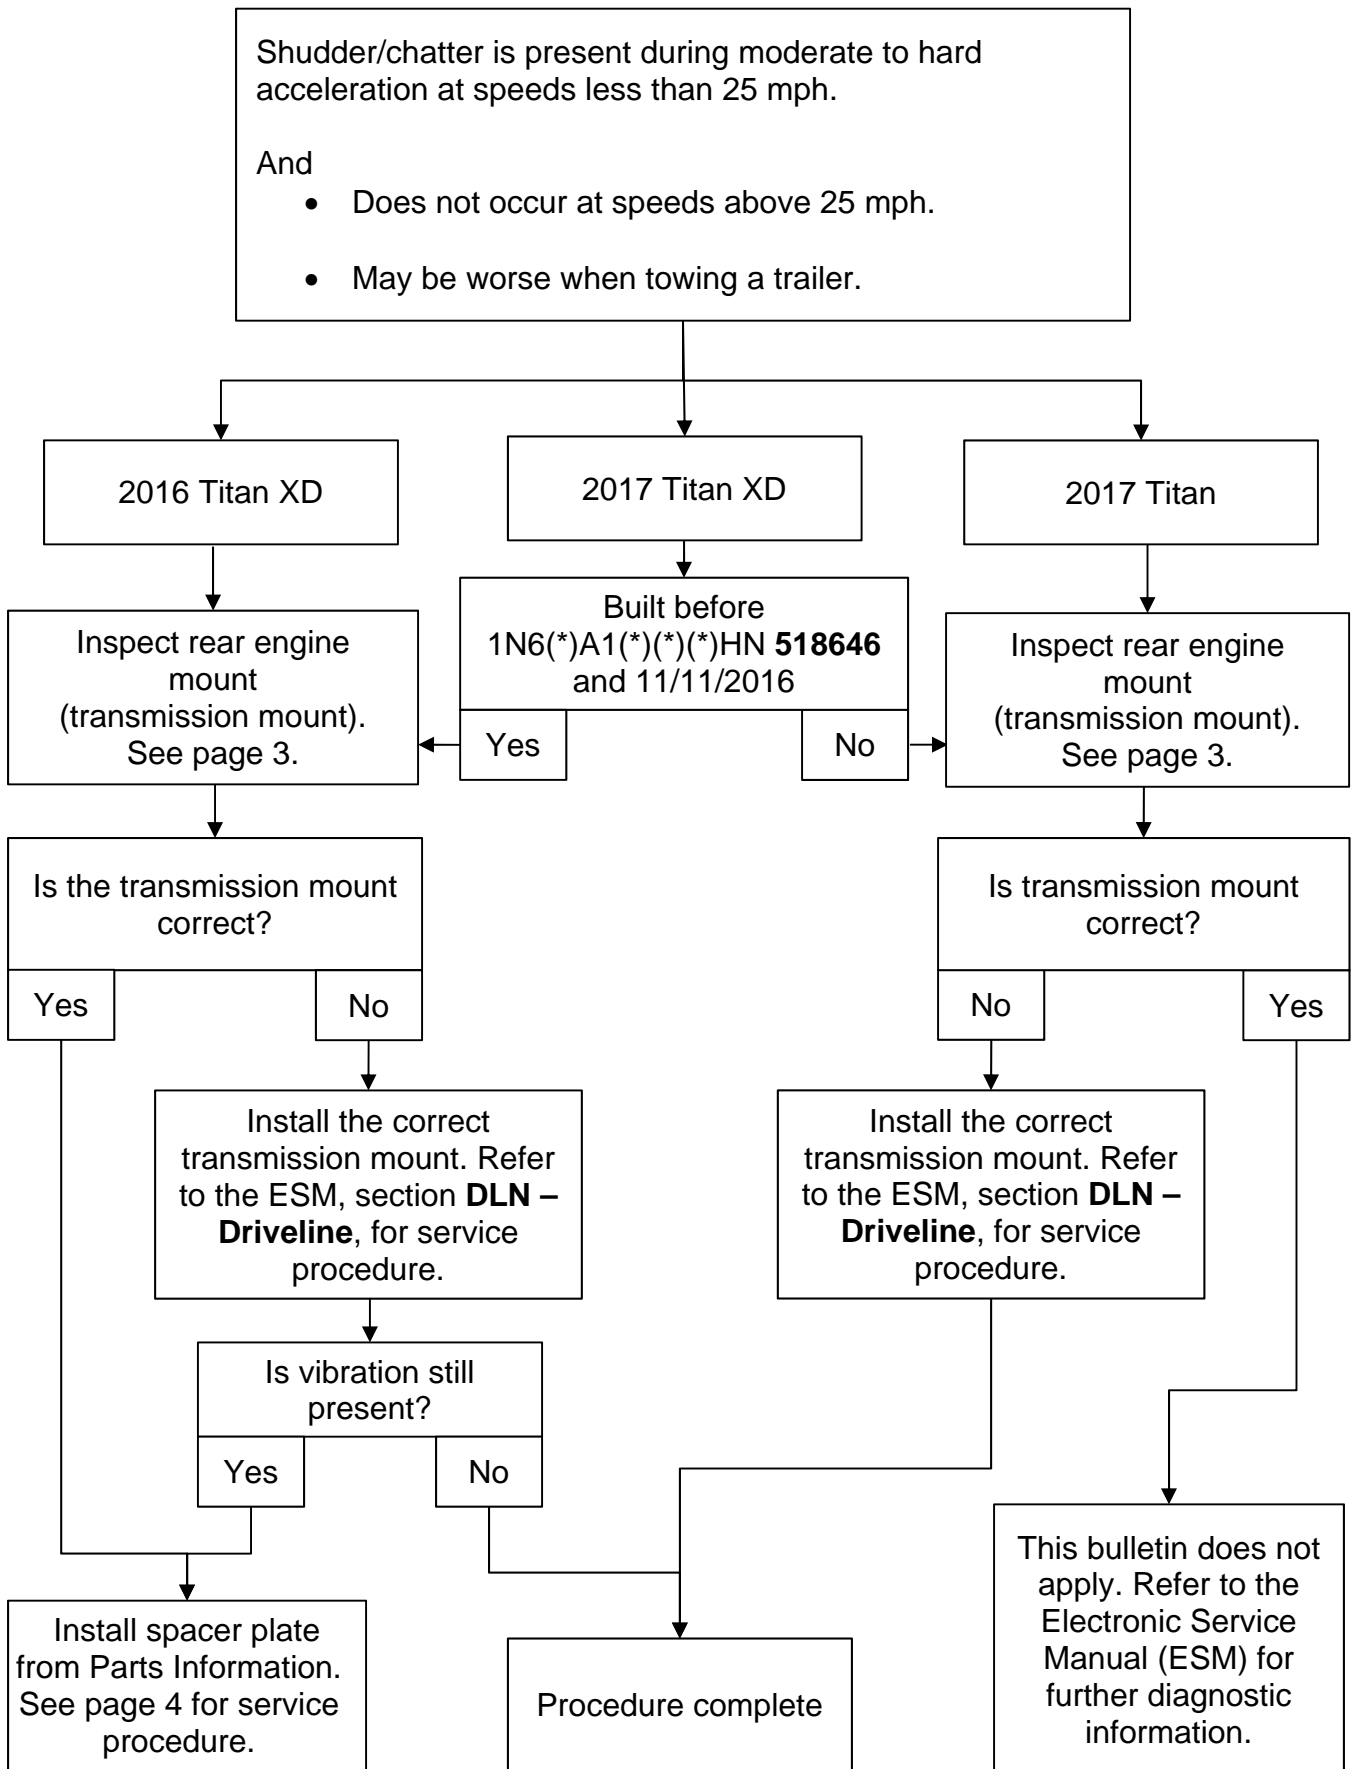 Shudder/chatter is present during moderate to hard
acceleration at speeds less than 25 mph.
And
• Does not occur at speeds above 25 mph.
• May be worse when towing a trailer.
2016 Titan XD
2017 Titan XD
2017 Titan
Inspect rear engine
mount
(transmission mount).
See page 3.
Built before
1N6(*)A1(*)(*)(*)HN 518646
and 11/11/2016
Yes
No
Inspect rear engine
mount
(transmission mount).
See page 3.
Is the transmission mount
correct?
Yes
No
Is transmission mount
correct?
No
Yes
Install the correct
transmission mount. Refer
to the ESM, section DLN –
Driveline, for service
procedure.
Install the correct
transmission mount. Refer
to the ESM, section DLN –
Driveline, for service
procedure.
Is vibration still
present?
Yes
No
Install spacer plate
from Parts Information.
See page 4 for service
procedure.
Procedure complete
This bulletin does not
apply. Refer to the
Electronic Service
Manual (ESM) for
further diagnostic
information.